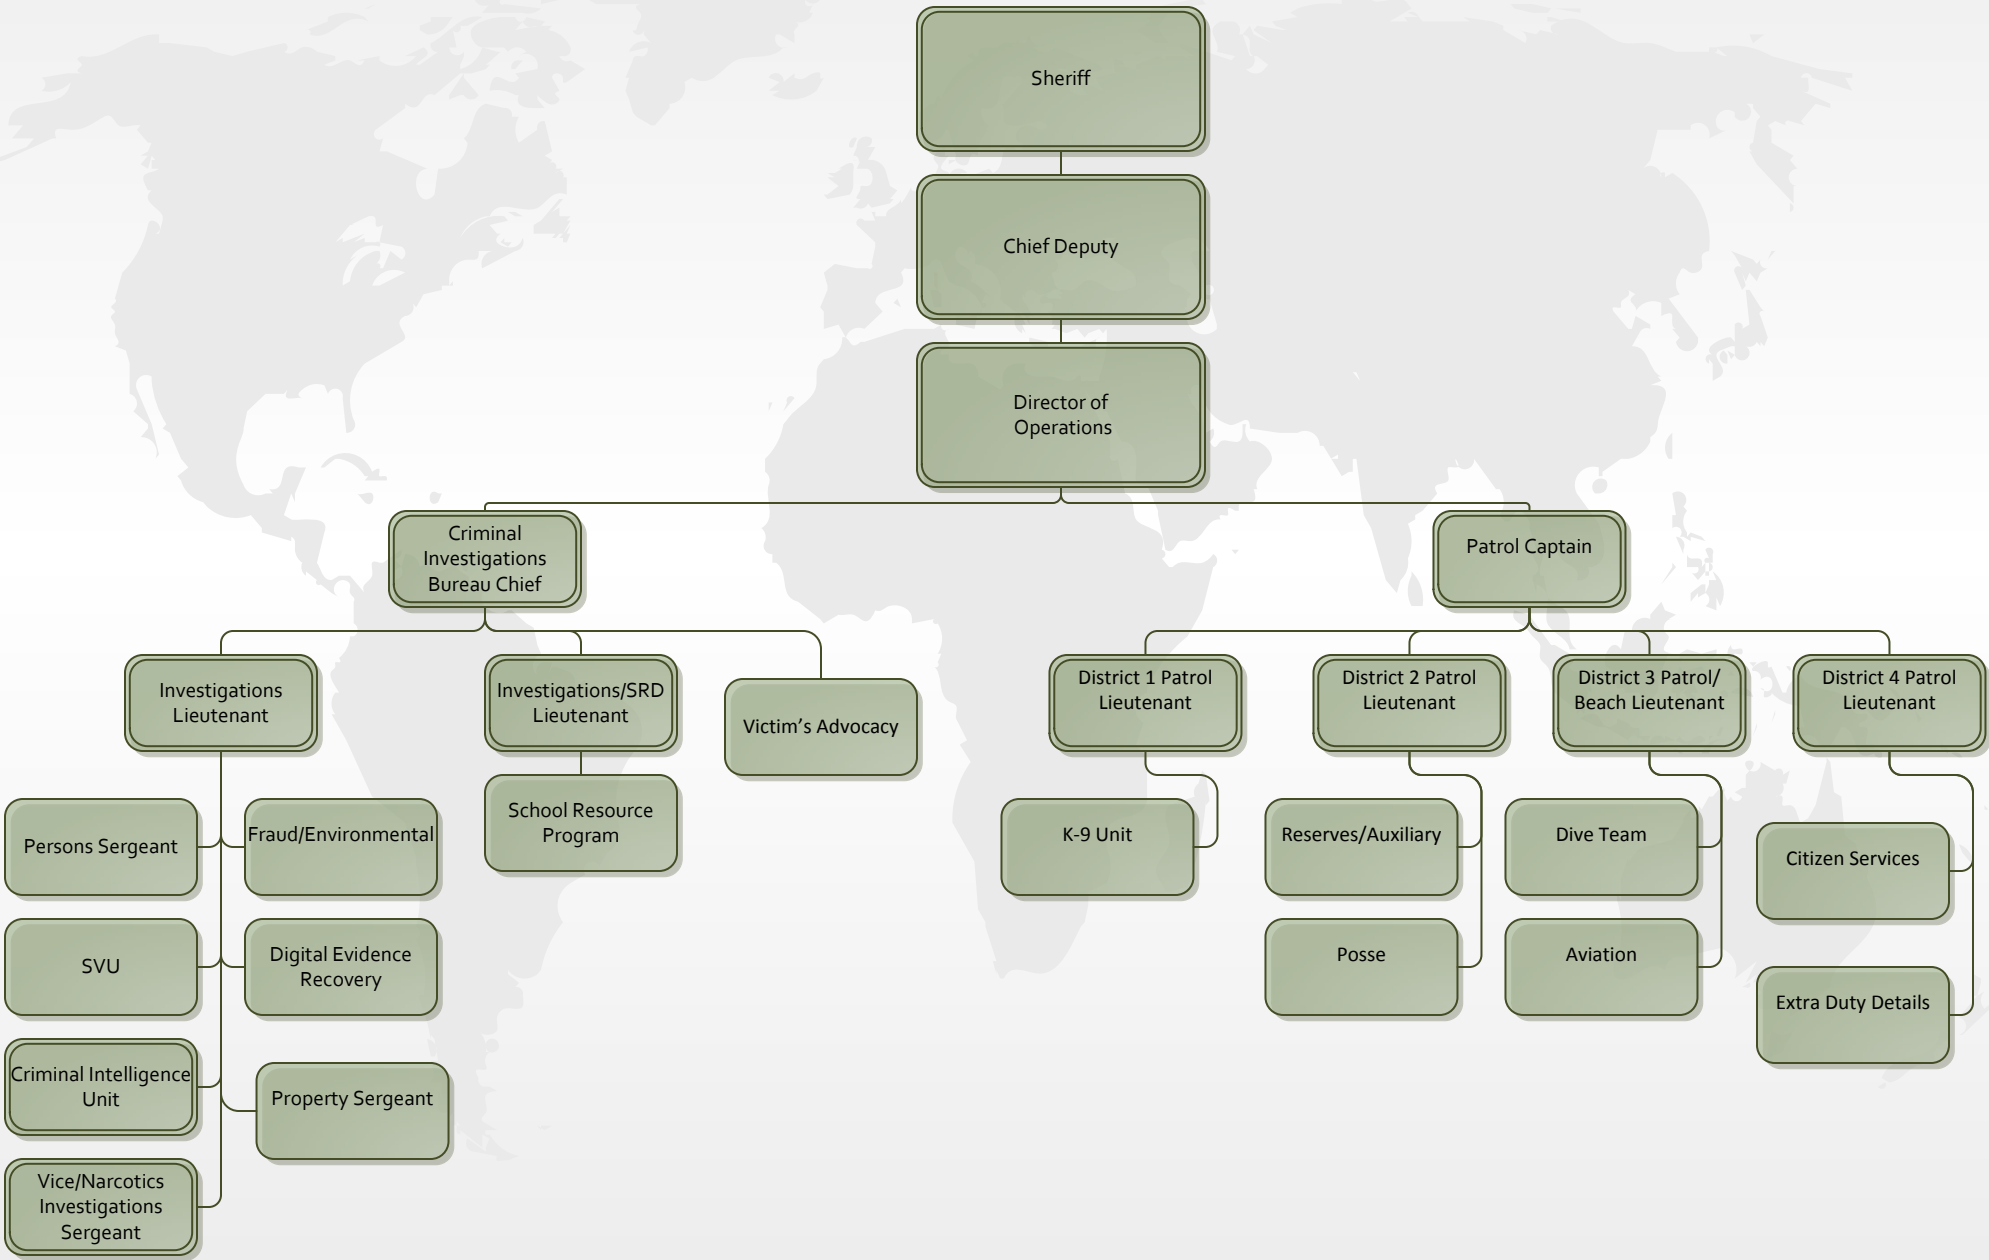 Sheriff
Chief Deputy
Director of
Operations
Criminal
Investigations
Bureau Chief
Patrol Captain
Investigations
Lieutenant
Investigations/SRD
Lieutenant
Victim’s Advocacy
District 1 Patrol
Lieutenant
District 2 Patrol
Lieutenant
District 3 Patrol/
Beach Lieutenant
District 4 Patrol
Lieutenant
Persons Sergeant
Fraud/Environmental
School Resource
Program
K-9 Unit
Reserves/Auxiliary
Dive Team
Citizen Services
SVU
Digital Evidence
Recovery
Posse
Aviation
Extra Duty Details
Criminal Intelligence
Unit
Property Sergeant
Vice/Narcotics
Investigations
Sergeant